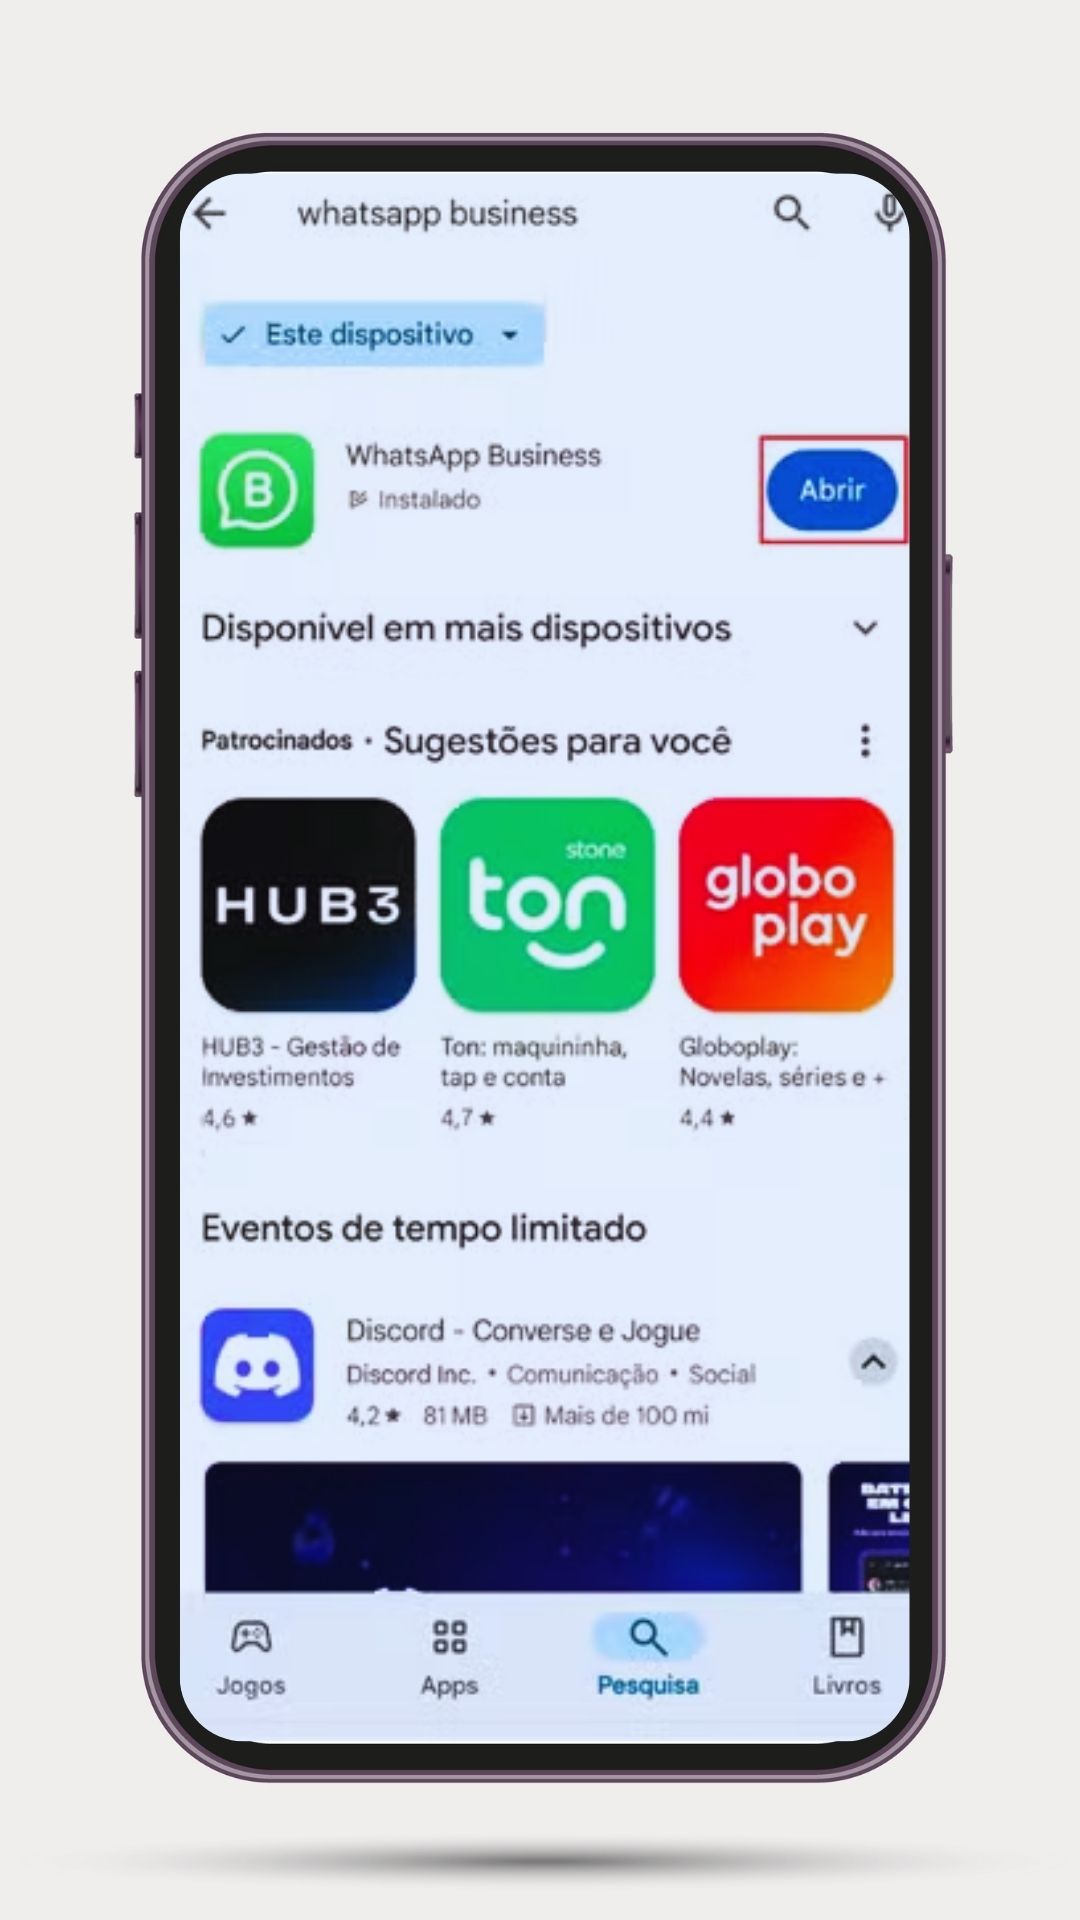 whatsapp business
Este dispositivo
WhatsApp Business
Instalado
Abrir
Disponível em mais dispositivos
Patrocinados • Sugestões para você
HUB3
stone
ton
globo
play
HUB3 - Gestão de
Investimentos
4,6 ★
Ton: maquininha,
tap e conta
4,7 ★
Globoplay:
Novelas, séries e +
4,4 ★
Eventos de tempo limitado
Discord - Converse e Jogue
Discord Inc. • Comunicação • Social
4,2 ★ 81 MB Mais de 100 mi
EM
Jogos
Apps
Pesquisa
Livros